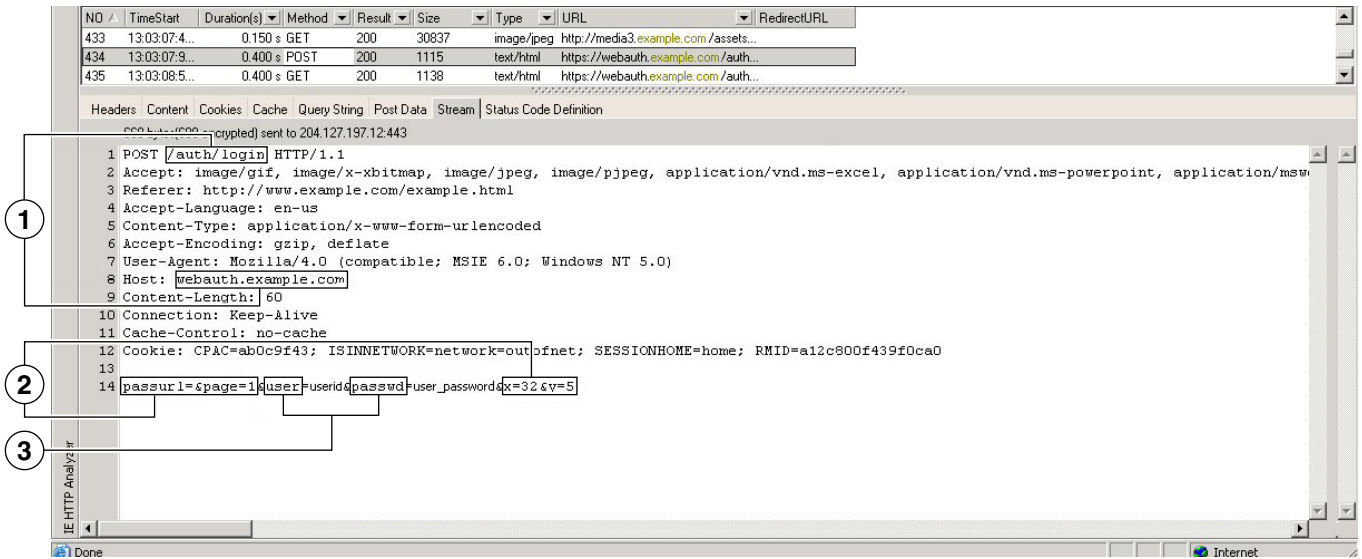 NO TimeStart Duration(s) Method Result Size Type URL RedirectURL
433 13:03:07:4... 0.150 s GET 200 30837 image/jpeg http://media3.example.com /assets...
434 13:03:07:9... 0.400 s POST 200 1115 text/html https://webauth.example.com /auth...
435 13:03:08:5... 0.400 s GET 200 1138 text/html https://webauth.example.com /auth...
Headers Content Cookies Cache Query String Post Data Stream Status Code Definition
sent to 204.127.197.12:443
1 POST /auth/login HTTP/1.1
2 Accept: image/gif, image/x-xbitmap, image/jpeg, image/pjpeg, application/vnd.ms-excel, application/vnd.ms-powerpoint, application/msw
3 Referer: http://www.example.com/example.html
4 Accept-Language: en-us
5 Content-Type: application/x-www-form-urlencoded
6 Accept-Encoding: gzip, deflate
7 User-Agent: Mozilla/4.0 (compatible; MSIE 6.0; Windows NT 5.0)
8 Host: webauth.example.com
9 Content-Length: 60
10 Connection: Keep-Alive
11 Cache-Control: no-cache
12 Cookie: CPAC=ab0c9f43; ISINNETWORK=network=outofnet; SESSIONHOME=home; RMID=a12c800f439f0ca0
13
14 passurl=&page=1&user=userid&passwd=user_password&x=32&y=5
1
2
3
IE HTTP Analyzer
Done
Internet